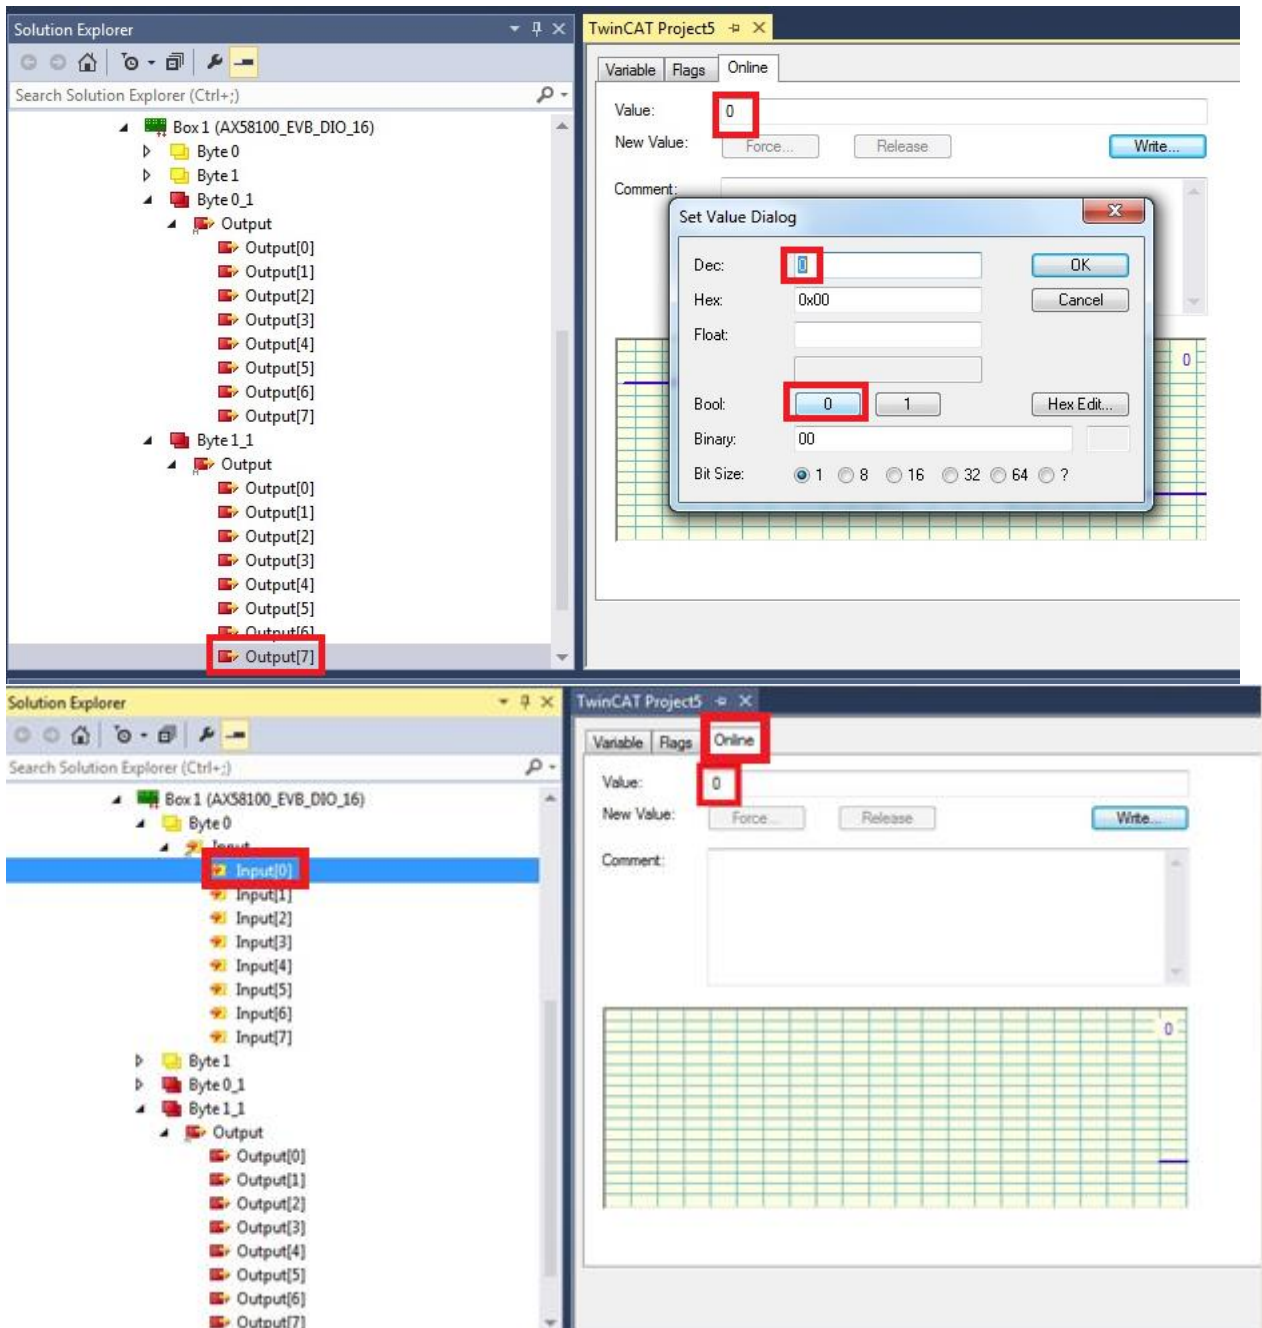 Solution Explorer
Search Solution Explorer (Ctrl+;)
Box 1 (AX58100_EVB_DIO_16)
Byte 0
Byte 1
Byte 0_1
Output
Output[0]
Output[1]
Output[2]
Output[3]
Output[4]
Output[5]
Output[6]
Output[7]
Byte 1_1
Output
Output[0]
Output[1]
Output[2]
Output[3]
Output[4]
Output[5]
Output[6]
Output[7]
TwinCAT Project5
Variable Flags Online
Value: 0
New Value: Force... Release Write...
Comment:
Set Value Dialog
Dec: 0 OK
Hex: 0x00 Cancel
Float:
Bool: 0 1 Hex Edit...
Binary: 00
Bit Size: 1 8 16 32 64 ?
0
Solution Explorer
Search Solution Explorer (Ctrl+;)
Box 1 (AX58100_EVB_DIO_16)
Byte 0
Input
Input[0]
Input[1]
Input[2]
Input[3]
Input[4]
Input[5]
Input[6]
Input[7]
Byte 1
Byte 0_1
Byte 1_1
Output
Output[0]
Output[1]
Output[2]
Output[3]
Output[4]
Output[5]
Output[6]
Output[7]
TwinCAT Project5
Variable Flags Online
Value: 0
New Value: Force... Release Write...
Comment:
0